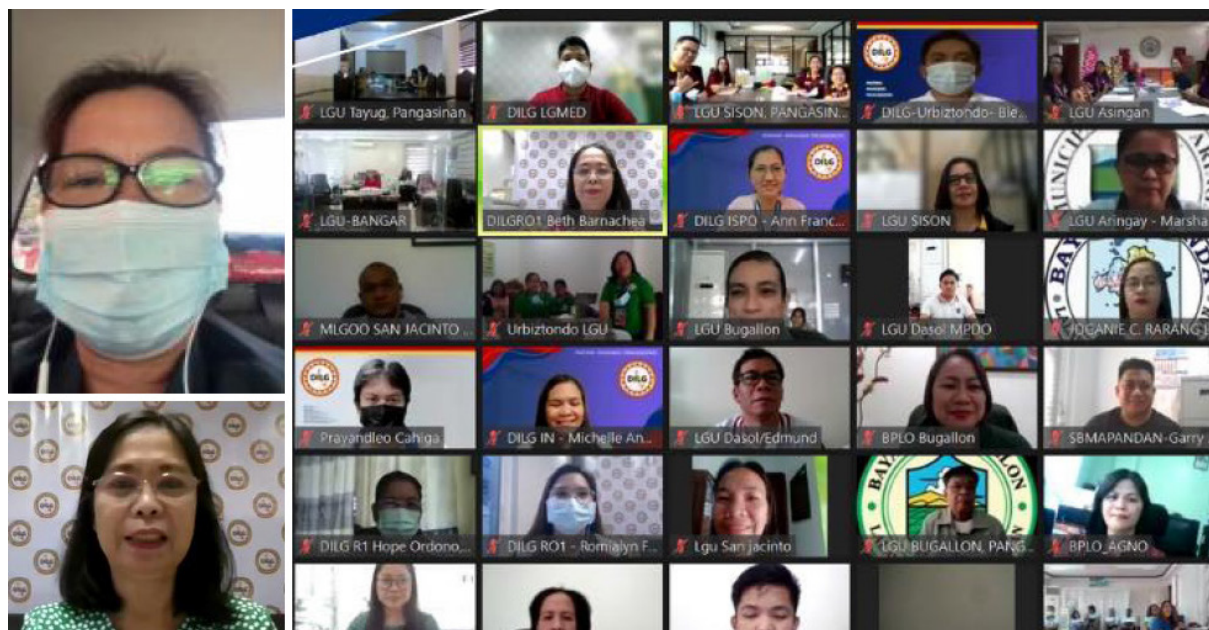 LGU Tayug, Pangasinan
DILG LGMED
LGU SISON, PANGASIN...
DILG-Urbiztondo- Ble...
LGU Asingan
LGU-BANGAR
DILGRO1 Beth Barnachea
DILG ISPO - Ann Franc...
LGU SISON
LGU Aringay - Marsha
MLGOO SAN JACINTO ...
Urbiztondo LGU
LGU Bugallon
LGU Dasol MPDO
JOGANIE C. RARANG
Prayandleo Cahiga
DILG IN - Michelle An...
LGU Dasol/Edmund
BPLO Bugallon
SBMAPANDAN-Garry
DILG R1 Hope Ordono,...
DILG RO1 - Romialyn F...
Lgu San jacinto
LGU BUGALLON, PANG...
BPLO_AGNO